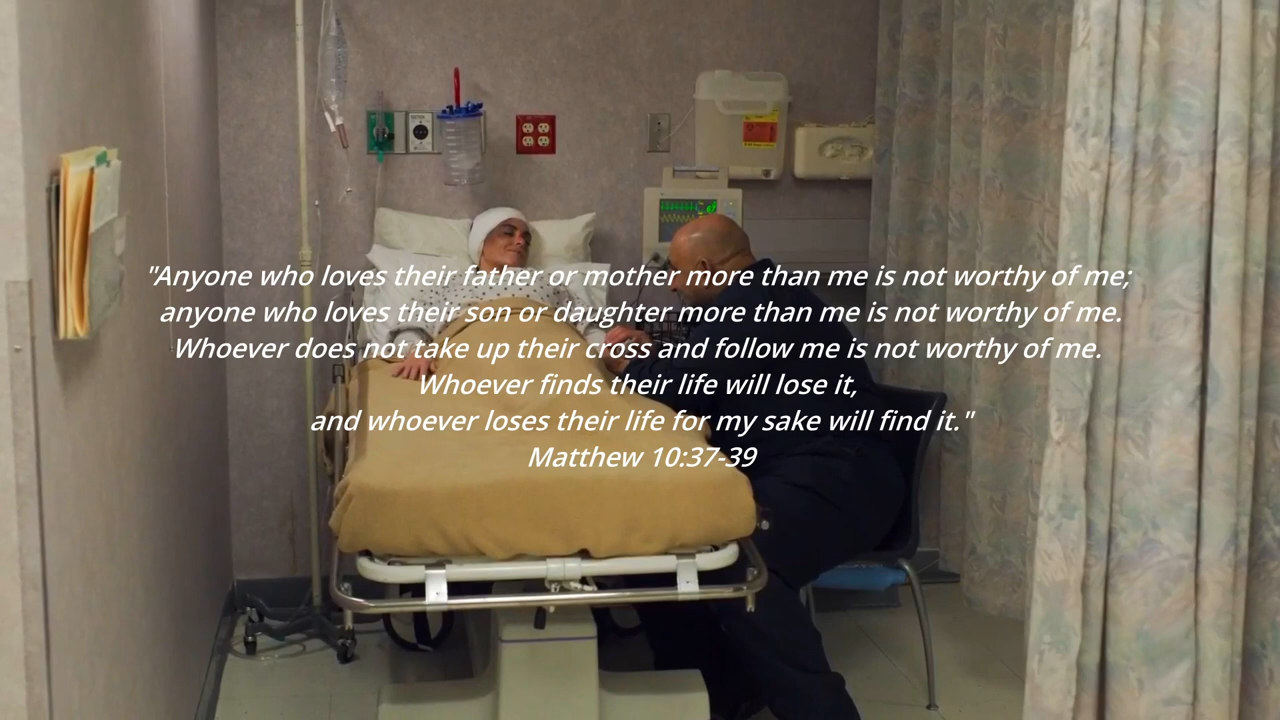 "Anyone who loves their father or mother more than me is not worthy of me;
anyone who loves their son or daughter more than me is not worthy of me.
Whoever does not take up their cross and follow me is not worthy of me.
Whoever finds their life will lose it,
and whoever loses their life for my sake will find it."
Matthew 10:37-39